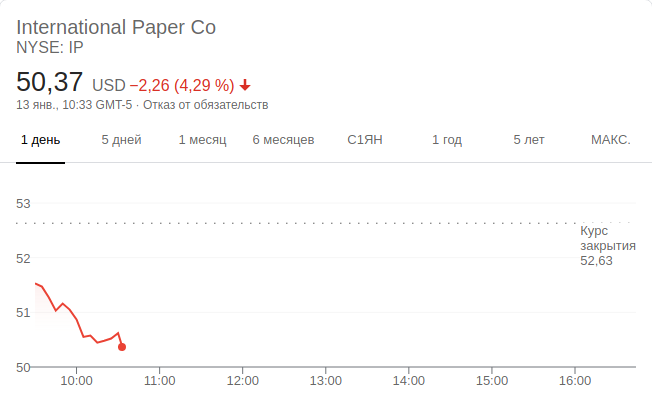 International Paper Co
NYSE: IP
50,37 USD −2,26 (4,29 %)
13 янв., 10:33 GMT-5 · Отказ от обязательств
1 день 5 дней 1 месяц 6 месяцев С1ЯН 1 год 5 лет МАКС.
53
Курс
закрытия
52,63
52
51
50
10:00 11:00 12:00 13:00 14:00 15:00 16:00